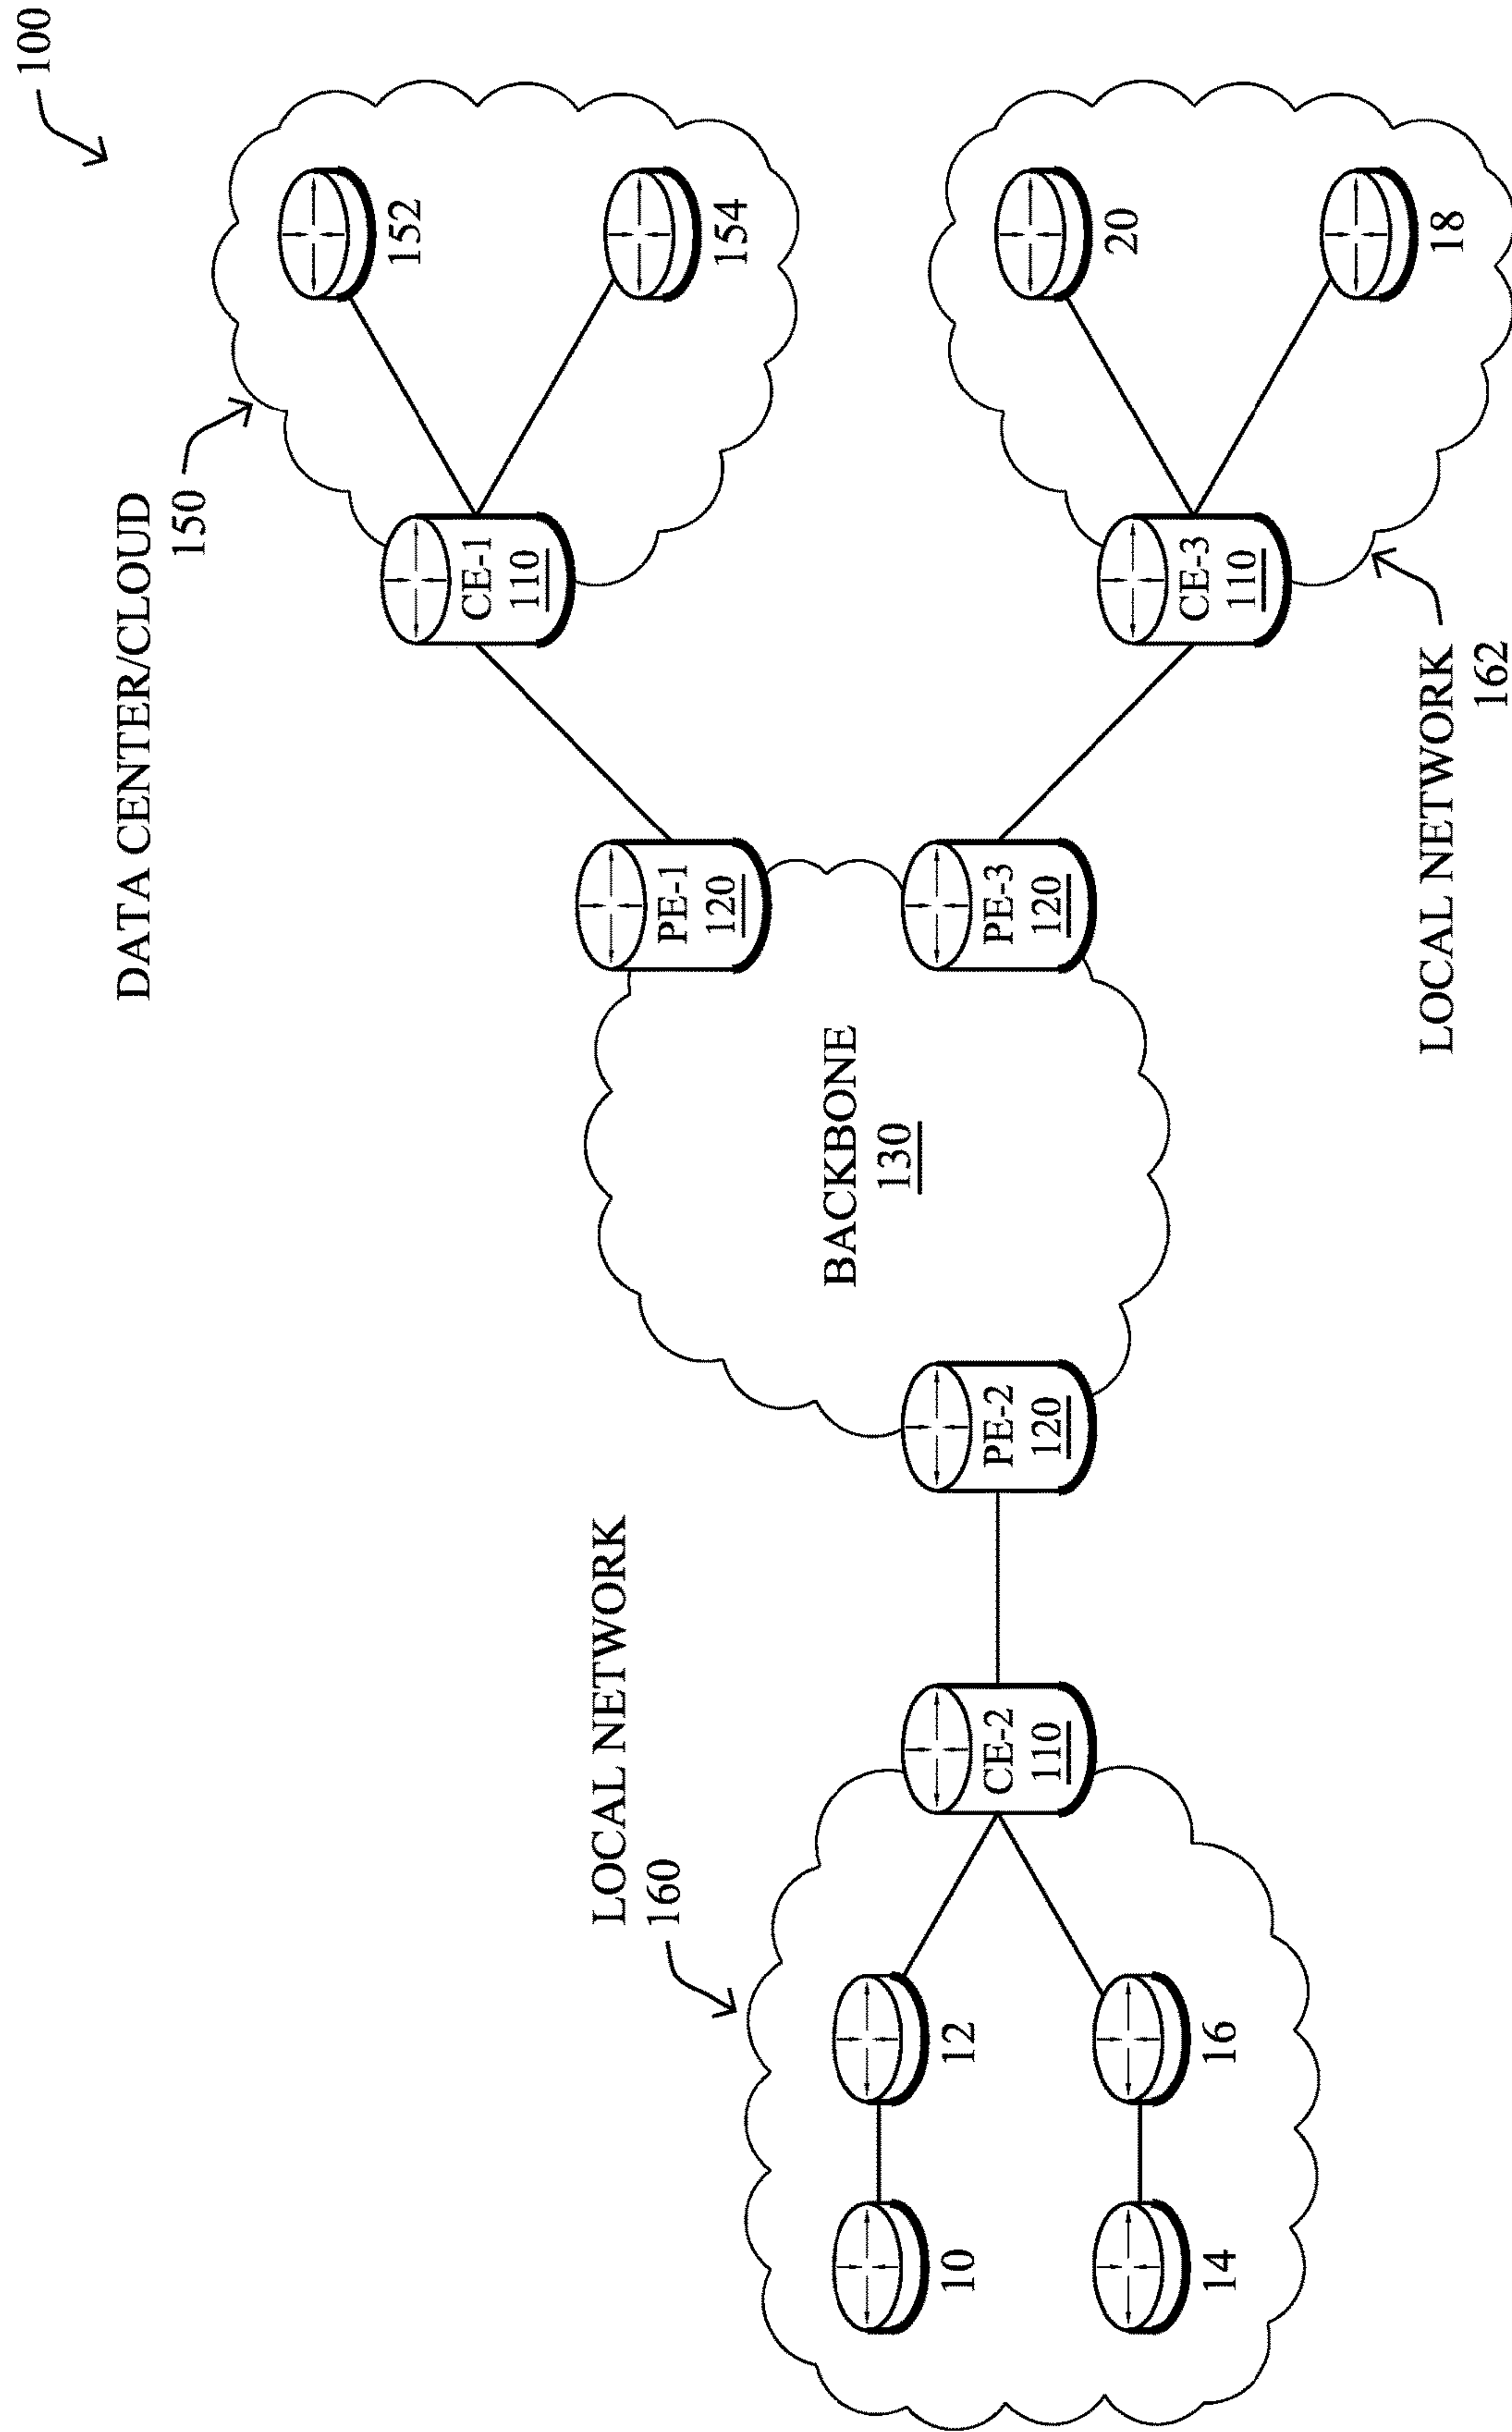 100
DATA CENTER/CLOUD
150
152
154
CE-1
110
PE-1
120
BACKBONE
130
PE-3
120
PE-2
120
LOCAL NETWORK
160
CE-2
110
12
10
16
14
CE-3
110
20
18
LOCAL NETWORK
162